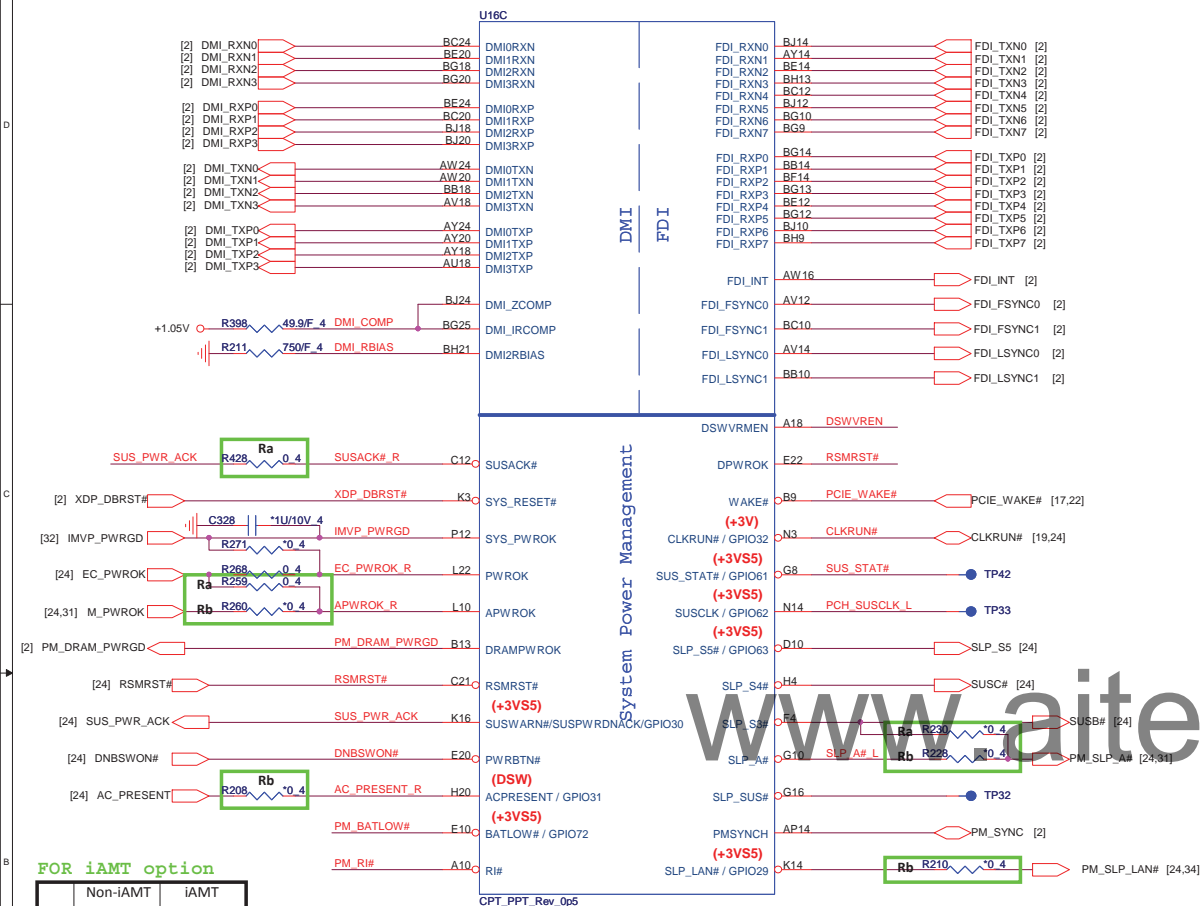 U16C
[2] DMI_RXN0 BC24 DMI0RXN FDI_RXN0 BJ14 FDI_TXN0 [2]
[2] DMI_RXN1 BE20 DMI1RXN FDI_RXN1 AY14 FDI_TXN1 [2]
[2] DMI_RXN2 BG18 DMI2RXN FDI_RXN2 BE14 FDI_TXN2 [2]
[2] DMI_RXN3 BG20 DMI3RXN FDI_RXN3 BH13 FDI_TXN3 [2]
FDI_RXN4 BC12 FDI_TXN4 [2]
[2] DMI_RXP0 BE24 DMI0RXP FDI_RXN5 BJ12 FDI_TXN5 [2]
[2] DMI_RXP1 BC20 DMI1RXP FDI_RXN6 BG10 FDI_TXN6 [2]
[2] DMI_RXP2 BJ18 DMI2RXP FDI_RXN7 BG9 FDI_TXN7 [2]
[2] DMI_RXP3 BJ20 DMI3RXP
D
FDI_RXP0 BG14 FDI_TXP0 [2]
[2] DMI_TXN0 AW24 DMI0TXN FDI_RXP1 BB14 FDI_TXP1 [2]
[2] DMI_TXN1 AW20 DMI1TXN FDI_RXP2 BF14 FDI_TXP2 [2]
[2] DMI_TXN2 BB18 DMI2TXN FDI_RXP3 BG13 FDI_TXP3 [2]
[2] DMI_TXN3 AV18 DMI3TXN FDI_RXP4 BE12 FDI_TXP4 [2]
FDI_RXP5 BG12 FDI_TXP5 [2]
[2] DMI_TXP0 AY24 DMI0TXP FDI_RXP6 BJ10 FDI_TXP6 [2]
[2] DMI_TXP1 AY20 DMI1TXP FDI_RXP7 BH9 FDI_TXP7 [2]
[2] DMI_TXP2 AY18 DMI2TXP
[2] DMI_TXP3 AU18 DMI3TXP
DMI
FDI
FDI_INT AW16 FDI_INT [2]
BJ24 DMI_ZCOMP FDI_FSYNC0 AV12 FDI_FSYNC0 [2]
+1.05V R398 49.9/F_4 DMI_COMP BG25 DMI_IRCOMP FDI_FSYNC1 BC10 FDI_FSYNC1 [2]
R211 750/F_4 DMI_RBIAS BH21 DMI2RBIAS FDI_LSYNC0 AV14 FDI_LSYNC0 [2]
FDI_LSYNC1 BB10 FDI_LSYNC1 [2]
System Power Management
DSWVRMEN A18 DSWVREN
Ra
SUS_PWR_ACK R428 0_4 SUSACK#_R C12 SUSACK# DPWROK E22 RSMRST#
C
[2] XDP_DBRST# XDP_DBRST# K3 SYS_RESET# WAKE# B9 PCIE_WAKE# PCIE_WAKE# [17,22]
C328 *1U/10V_4
(+3V)
[32] IMVP_PWRGD IMVP_PWRGD P12 SYS_PWROK CLKRUN# / GPIO32 N3 CLKRUN# CLKRUN# [19,24]
R271 *0_4
(+3VS5)
[24] EC_PWROK R268 0_4 EC_PWROK_R L22 PWROK SUS_STAT# / GPIO61 G8 SUS_STAT# TP42
Ra R259 0_4
(+3VS5)
[24,31] M_PWROK Rb R260 *0_4 APWROK_R L10 APWROK SUSCLK / GPIO62 N14 PCH_SUSCLK_L TP33
(+3VS5)
[2] PM_DRAM_PWRGD PM_DRAM_PWRGD B13 DRAMPWROK SLP_S5# / GPIO63 D10 SLP_S5 [24]
[24] RSMRST# RSMRST# C21 RSMRST# SLP_S4# H4 SUSC# [24]
(+3VS5)
[24] SUS_PWR_ACK SUS_PWR_ACK K16 SUSWARN#/SUSPWRDNACK/GPIO30 SLP_S3# F4 SUSB# [24]
Ra R230 *0_4
[24] DNBSWON# DNBSWON# E20 PWRBTN# SLP_A# G10 SLP_A#_L Rb R228 *0_4 PM_SLP_A# [24,31]
www.aite
(DSW)
Rb
[24] AC_PRESENT R208 *0_4 AC_PRESENT_R H20 ACPRESENT / GPIO31 SLP_SUS# G16 TP32
(+3VS5)
PM_BATLOW# E10 BATLOW# / GPIO72 PMSYNCH AP14 PM_SYNC [2]
B
(+3VS5)
PM_RI# A10 RI# SLP_LAN# / GPIO29 K14 Rb R210 *0_4 PM_SLP_LAN# [24,34]
CPT_PPT_Rev_0p5
FOR iAMT option
Non-iAMT iAMT